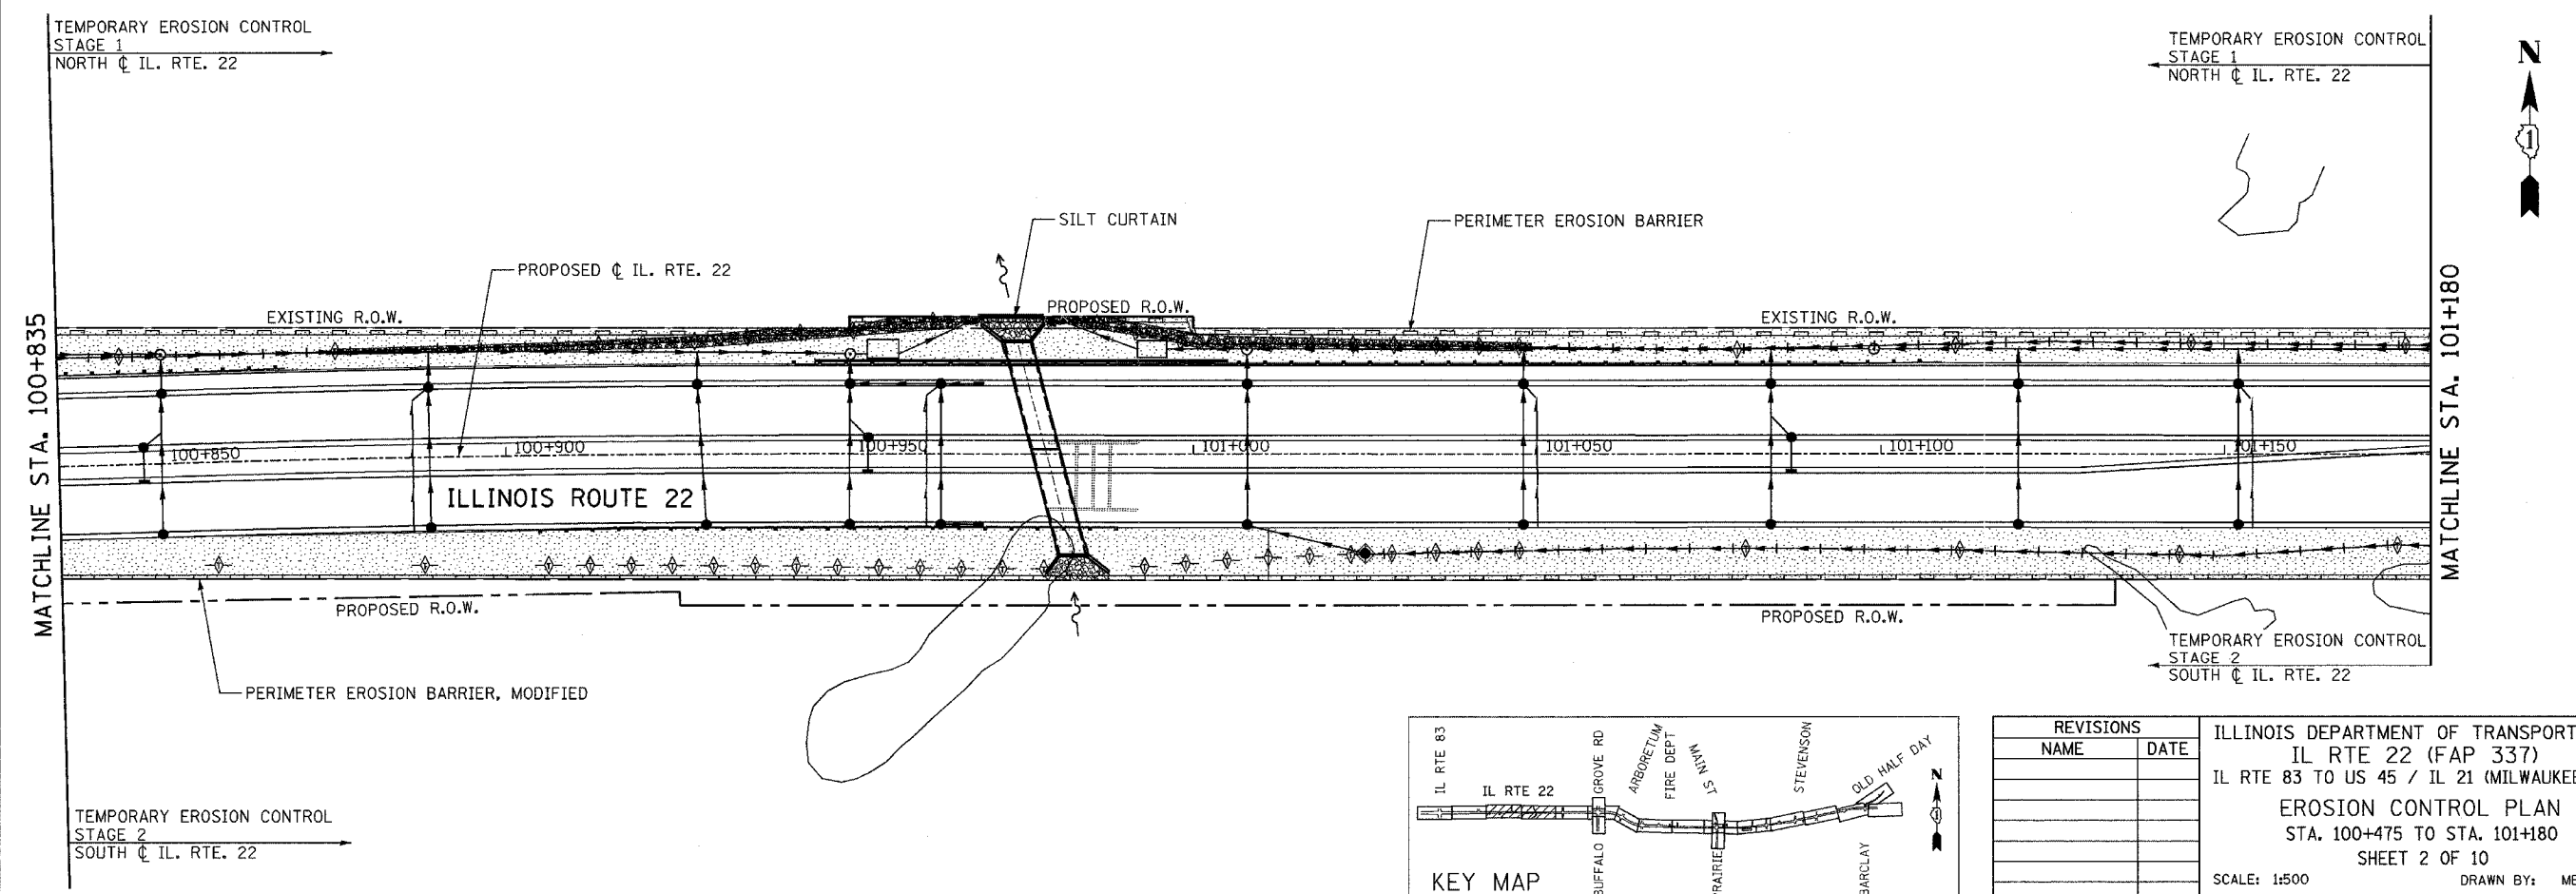 TEMPORARY EROSION CONTROL
STAGE 1
NORTH ℄ IL. RTE. 22
TEMPORARY EROSION CONTROL
STAGE 1
NORTH ℄ IL. RTE. 22
N
1
SILT CURTAIN
PERIMETER EROSION BARRIER
PROPOSED ℄ IL. RTE. 22
EXISTING R.O.W.
PROPOSED R.O.W.
EXISTING R.O.W.
MATCHLINE STA. 100+835
MATCHLINE STA. 101+180
100+850
100+900
100+950
101+000
101+050
101+100
101+150
ILLINOIS ROUTE 22
PROPOSED R.O.W.
PROPOSED R.O.W.
PERIMETER EROSION BARRIER, MODIFIED
TEMPORARY EROSION CONTROL
STAGE 2
SOUTH ℄ IL. RTE. 22
TEMPORARY EROSION CONTROL
STAGE 2
SOUTH ℄ IL. RTE. 22
IL RTE 83
IL RTE 22
GROVE RD
ARBORETUM
FIRE DEPT
MAIN ST
STEVENSON
OLD HALF DAY
N
BUFFALO
PRAIRIE
BARCLAY
KEY MAP
REVISIONS
NAME DATE
ILLINOIS DEPARTMENT OF TRANSPORT
IL RTE 22 (FAP 337)
IL RTE 83 TO US 45 / IL 21 (MILWAUKE
EROSION CONTROL PLAN
STA. 100+475 TO STA. 101+180
SHEET 2 OF 10
SCALE: 1:500 DRAWN BY: ME